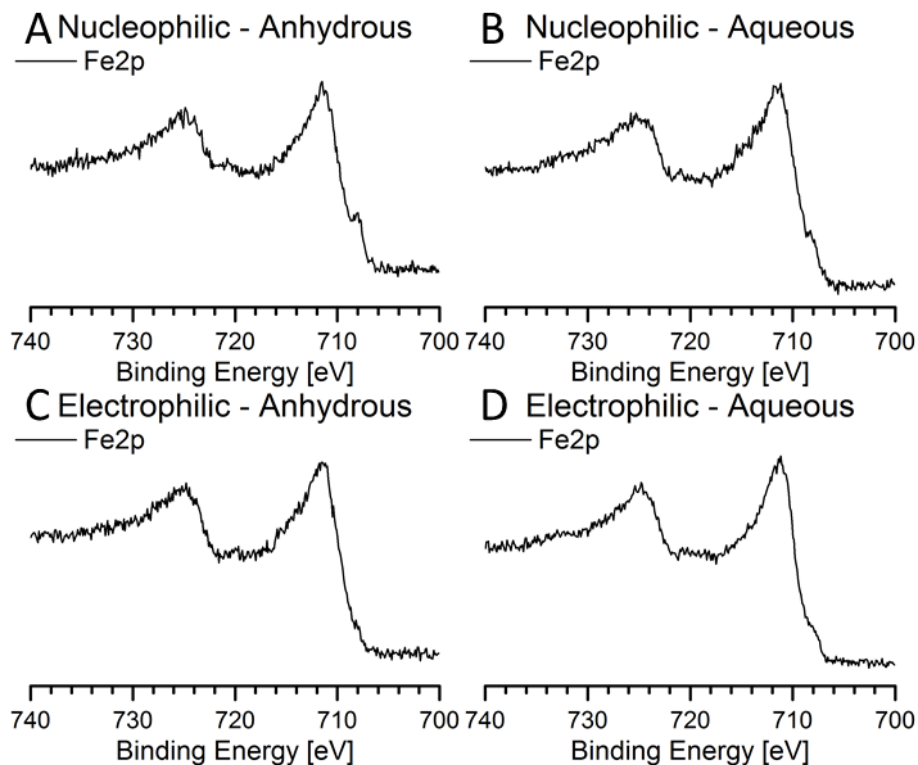 A Nucleophilic - Anhydrous
Fe2p
740 730 720 710 700
Binding Energy [eV]
B Nucleophilic - Aqueous
Fe2p
740 730 720 710 700
Binding Energy [eV]
C Electrophilic - Anhydrous
Fe2p
740 730 720 710 700
Binding Energy [eV]
D Electrophilic - Aqueous
Fe2p
740 730 720 710 700
Binding Energy [eV]